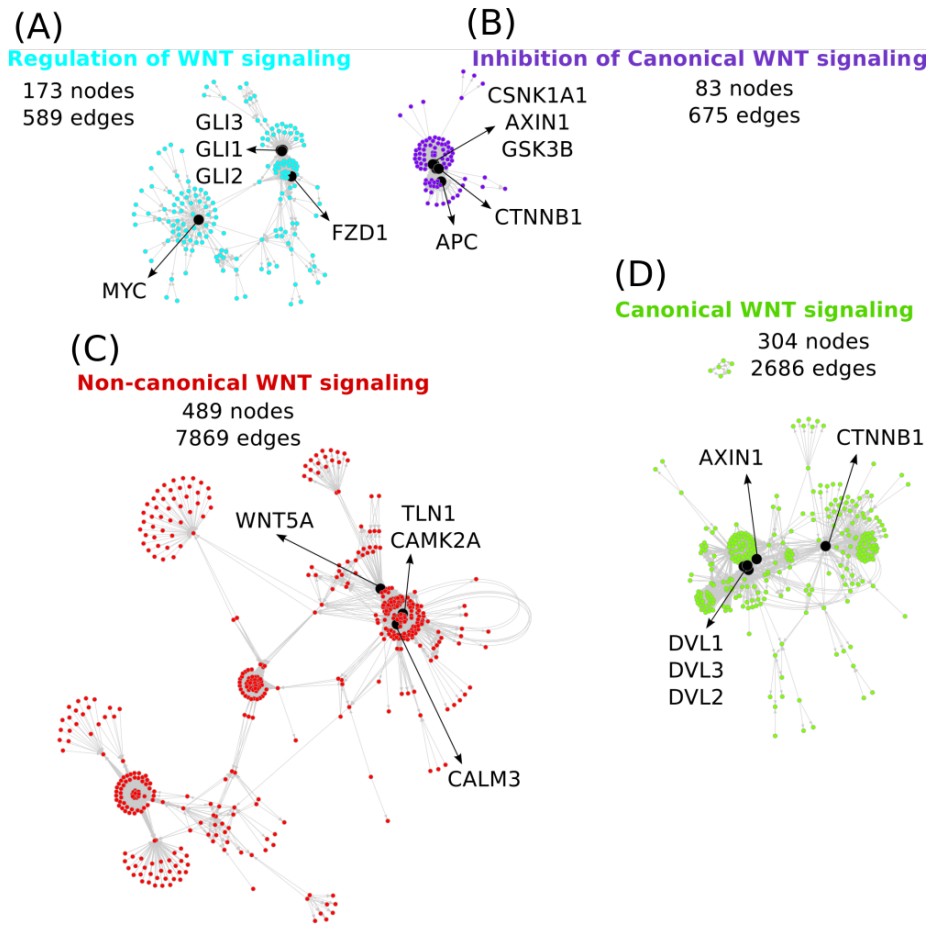 (A)
Regulation of WNT signaling
173 nodes
589 edges
GLI3
GLI1
GLI2
FZD1
MYC
(B)
Inhibition of Canonical WNT signaling
83 nodes
675 edges
CSNK1A1
AXIN1
GSK3B
CTNNB1
APC
(C)
Non-canonical WNT signaling
489 nodes
7869 edges
WNT5A
TLN1
CAMK2A
CALM3
(D)
Canonical WNT signaling
304 nodes
2686 edges
AXIN1
CTNNB1
DVL1
DVL3
DVL2